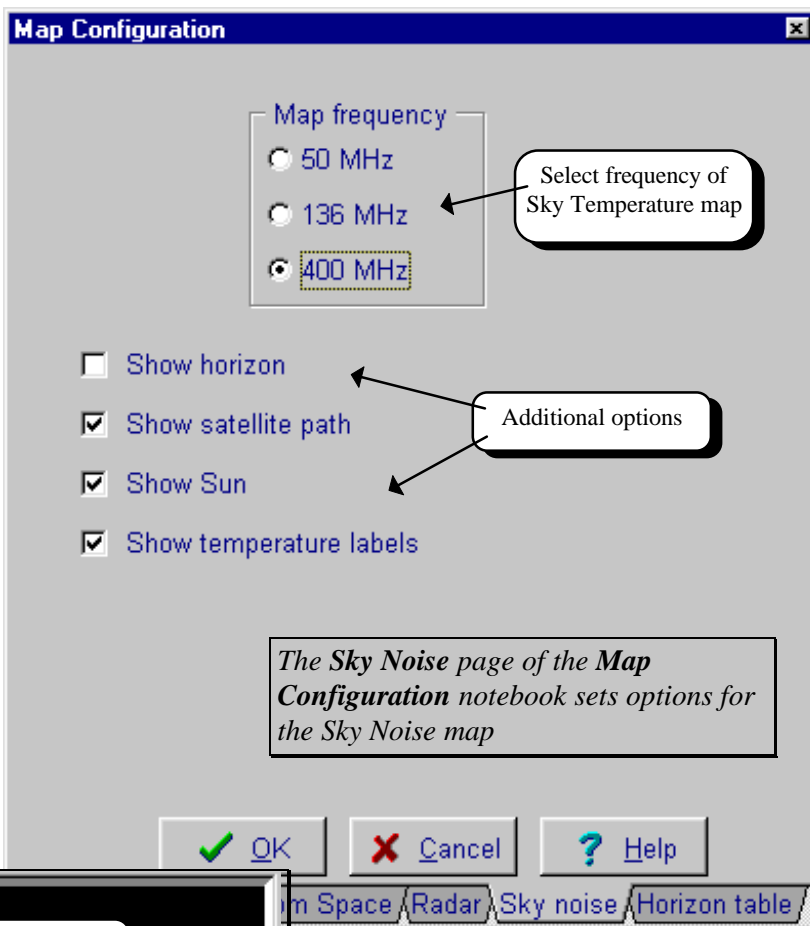 Map Configuration
Map frequency
50 MHz
136 MHz
400 MHz
Select frequency of
Sky Temperature map
Show horizon
Show satellite path
Show Sun
Show temperature labels
Additional options
The Sky Noise page of the Map
Configuration notebook sets options for
the Sky Noise map
OK Cancel ? Help
Space Radar Sky noise Horizon table